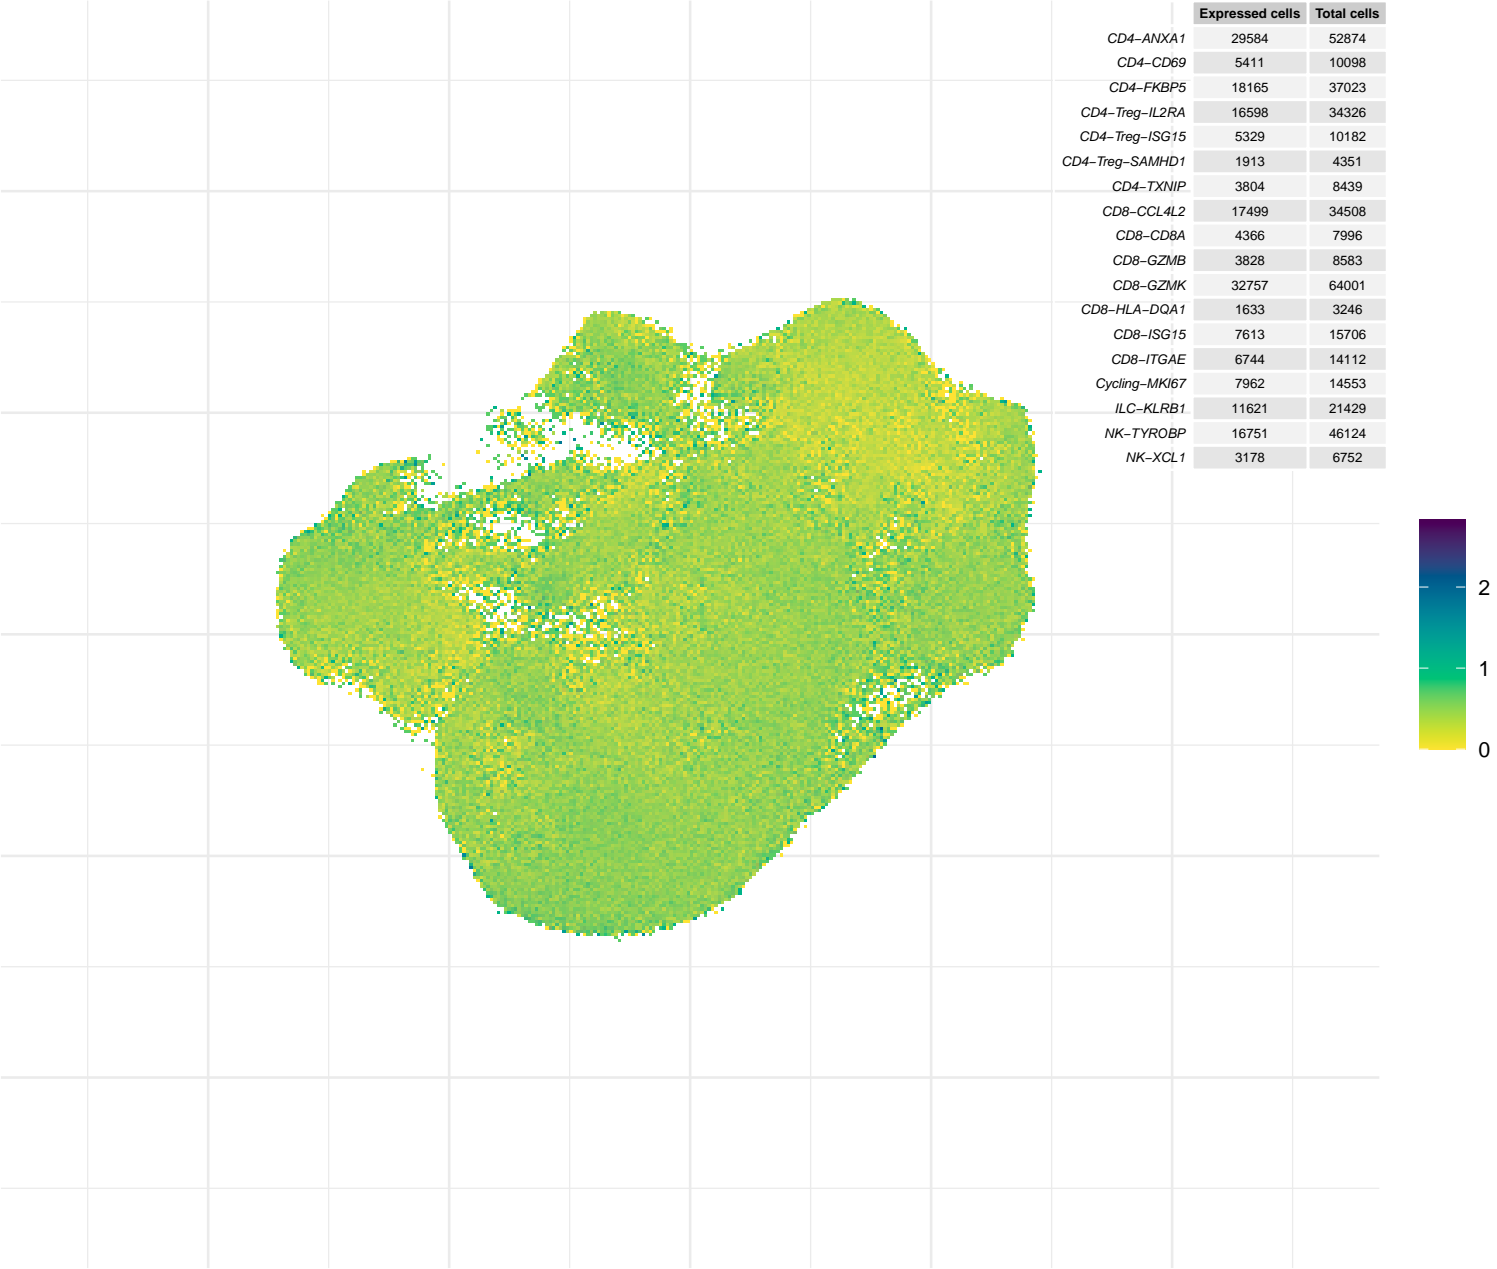 Expressed cells Total cells
CD4−ANXA1 29584 52874
CD4−CD69 5411 10098
CD4−FKBP5 18165 37023
CD4−Treg−IL2RA 16598 34326
CD4−Treg−ISG15 5329 10182
CD4−Treg−SAMHD1 1913 4351
CD4−TXNIP 3804 8439
CD8−CCL4L2 17499 34508
CD8−CD8A 4366 7996
CD8−GZMB 3828 8583
CD8−GZMK 32757 64001
CD8−HLA−DQA1 1633 3246
CD8−ISG15 7613 15706
CD8−ITGAE 6744 14112
Cycling−MKI67 7962 14553
ILC−KLRB1 11621 21429
NK−TYROBP 16751 46124
NK−XCL1 3178 6752
2
1
0